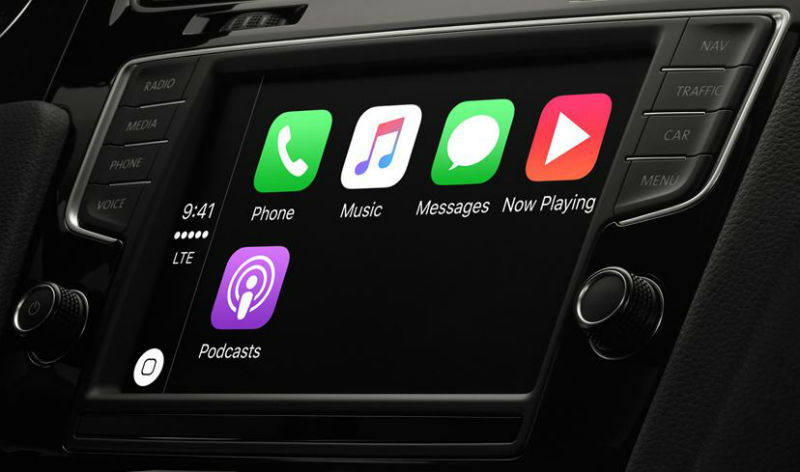 RADIO
MEDIA
PHONE
VOICE
9:41
LTE
Phone
Music
Messages
Now Playing
Podcasts
NAV
TRAFFIC
CAR
MENU